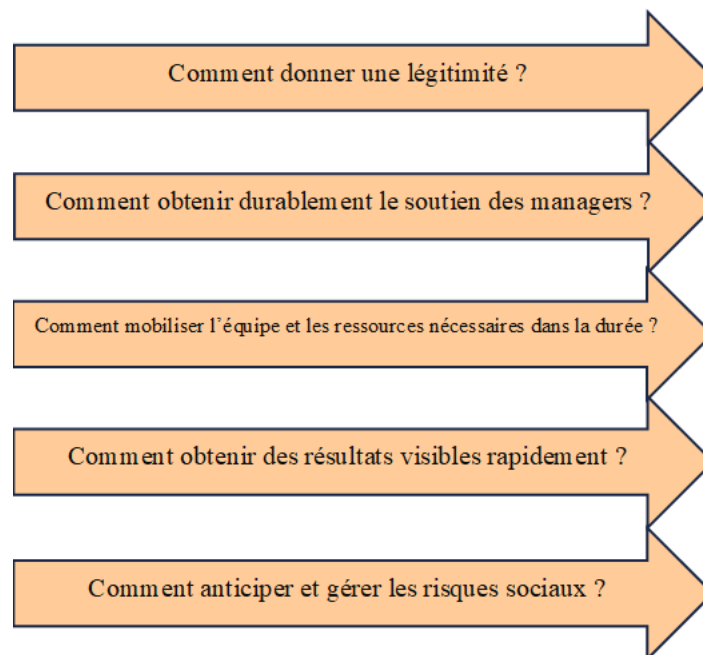 Comment donner une légitimité ?
Comment obtenir durablement le soutien des managers ?
Comment mobiliser l’équipe et les ressources nécessaires dans la durée ?
Comment obtenir des résultats visibles rapidement ?
Comment anticiper et gérer les risques sociaux ?